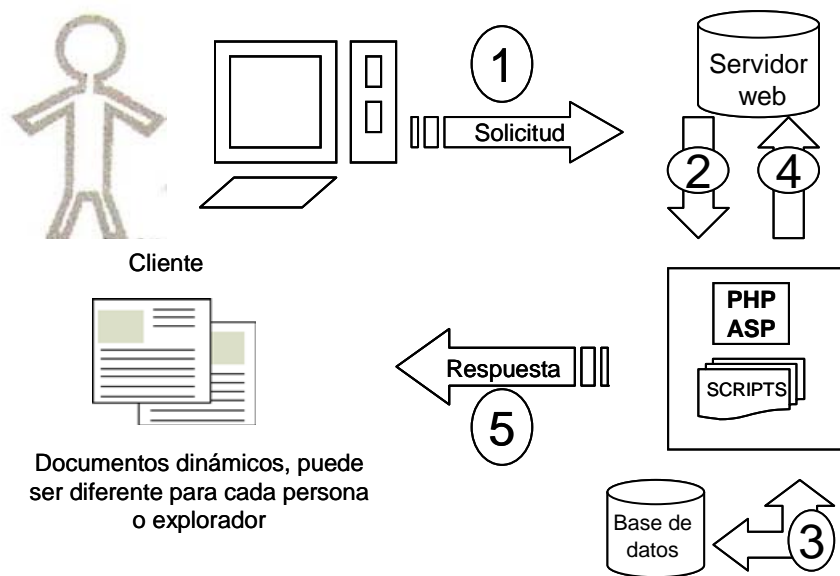 1
Solicitud
Servidor
web
2
4
Cliente
PHP
ASP
SCRIPTS
Respuesta
5
Documentos dinámicos, puede
ser diferente para cada persona
o explorador
Base de
datos
3